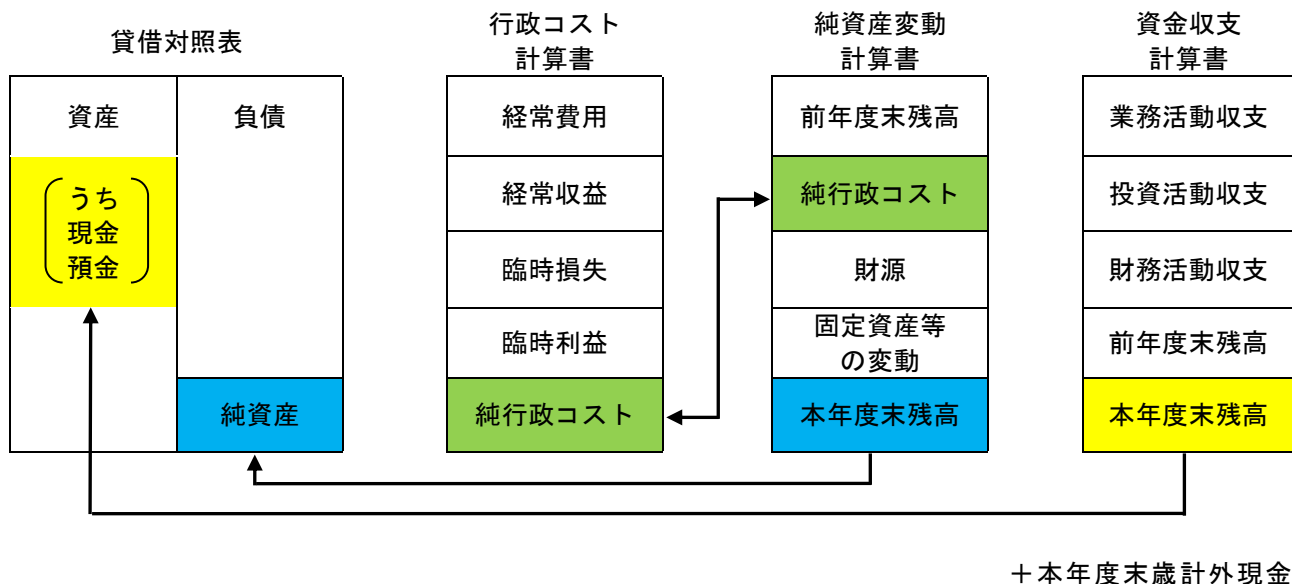 貸借対照表
資産
負債
うち
現金
預金
純資産
行政コスト
計算書
経常費用
経常収益
臨時損失
臨時利益
純行政コスト
純資産変動
計算書
前年度末残高
純行政コスト
財源
固定資産等
の変動
本年度末残高
資金収支
計算書
業務活動収支
投資活動収支
財務活動収支
前年度末残高
本年度末残高
＋本年度末歳計外現金